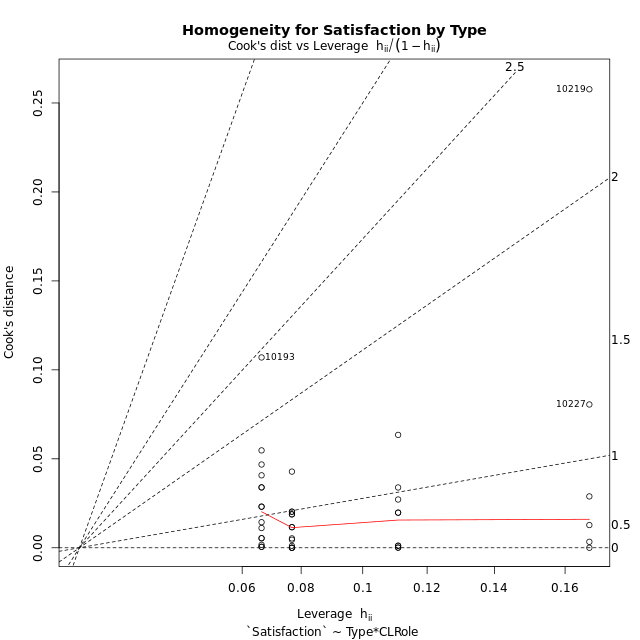 Homogeneity for Satisfaction by Type
Cook's dist vs Leverage hii/(1−hii)
2.5
10219
2
10193
1.5
10227
1
0.5
0
0.00
0.05
0.10
0.15
0.20
0.25
Cook's distance
0.06 0.08 0.1 0.12 0.14 0.16
Leverage hii
`Satisfaction` ~ Type*CLRole